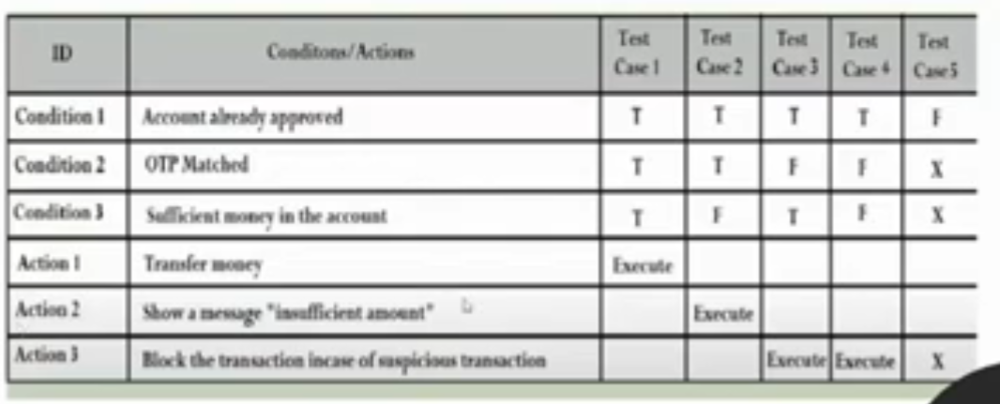 ID Conditons/Actions Test Case 1 Test Case 2 Test Case 3 Test Case 4 Test Case 5
Condition 1 Account already approved T T T T F
Condition 2 OTP Matched T T F F X
Condition 3 Sufficient money in the account T F T F X
Action 1 Transfer money Execute
Action 2 Show a message "insufficient amount" Execute
Action 3 Block the transaction incase of suspicious transaction Execute Execute X